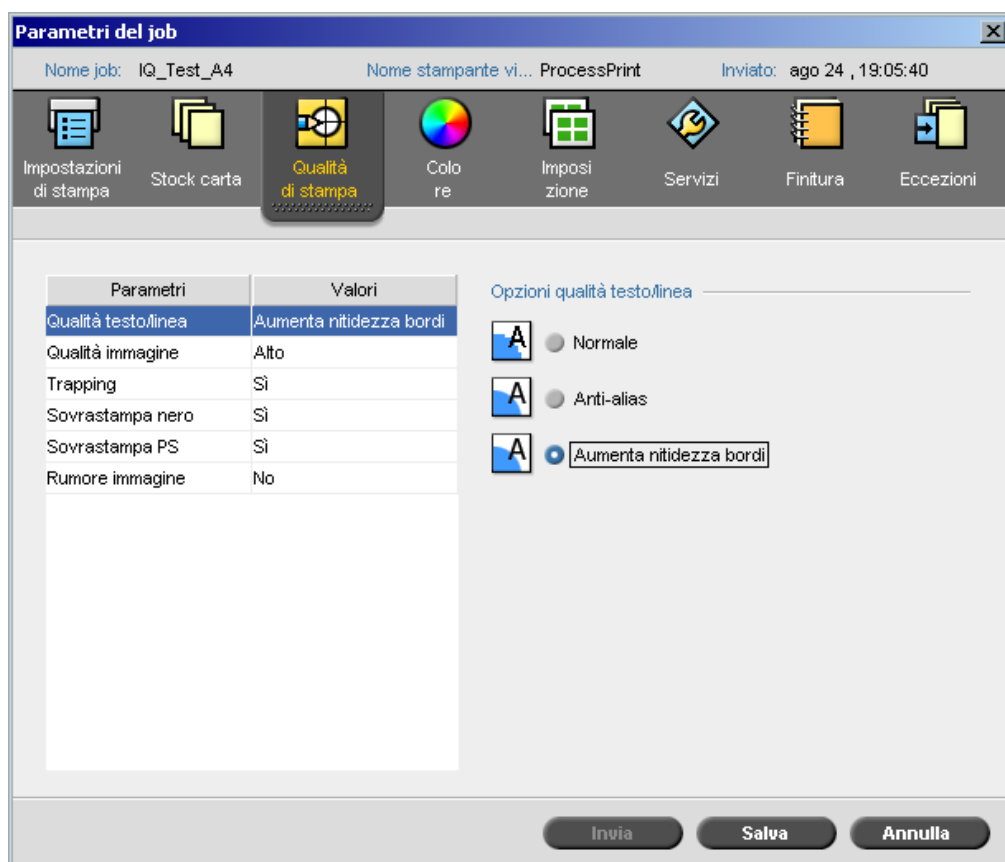 Parametri del job
Nome job: IQ_Test_A4 Nome stampante vi... ProcessPrint Inviato: ago 24 , 19:05:40
Impostazioni
di stampa
Stock carta
Qualità
di stampa
Colo
re
Imposi
zione
Servizi
Finitura
Eccezioni
Parametri Valori
Qualità testo/linea Aumenta nitidezza bordi
Qualità immagine Alto
Trapping Sì
Sovrastampa nero Sì
Sovrastampa PS Sì
Rumore immagine No
Opzioni qualità testo/linea
A Normale
A Anti-alias
A Aumenta nitidezza bordi
Invia Salva Annulla